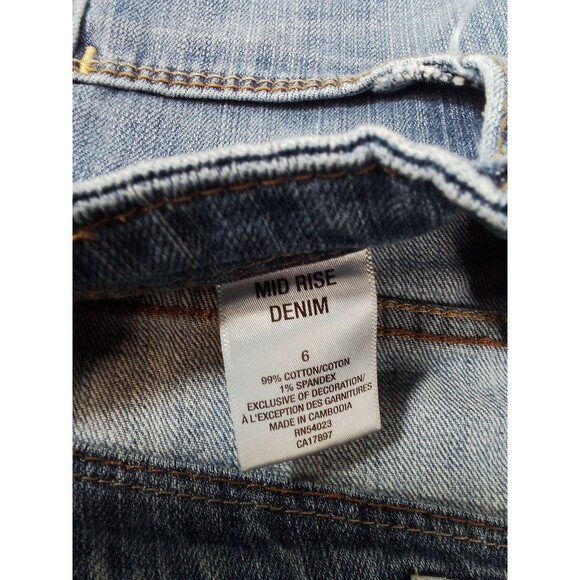 MID RISE
DENIM
6
99% COTTON/COTON
1% SPANDEX
EXCLUSIVE OF DECORATION/
À L'EXCEPTION DES GARNITURES
MADE IN CAMBODIA
RN54023
CA17897